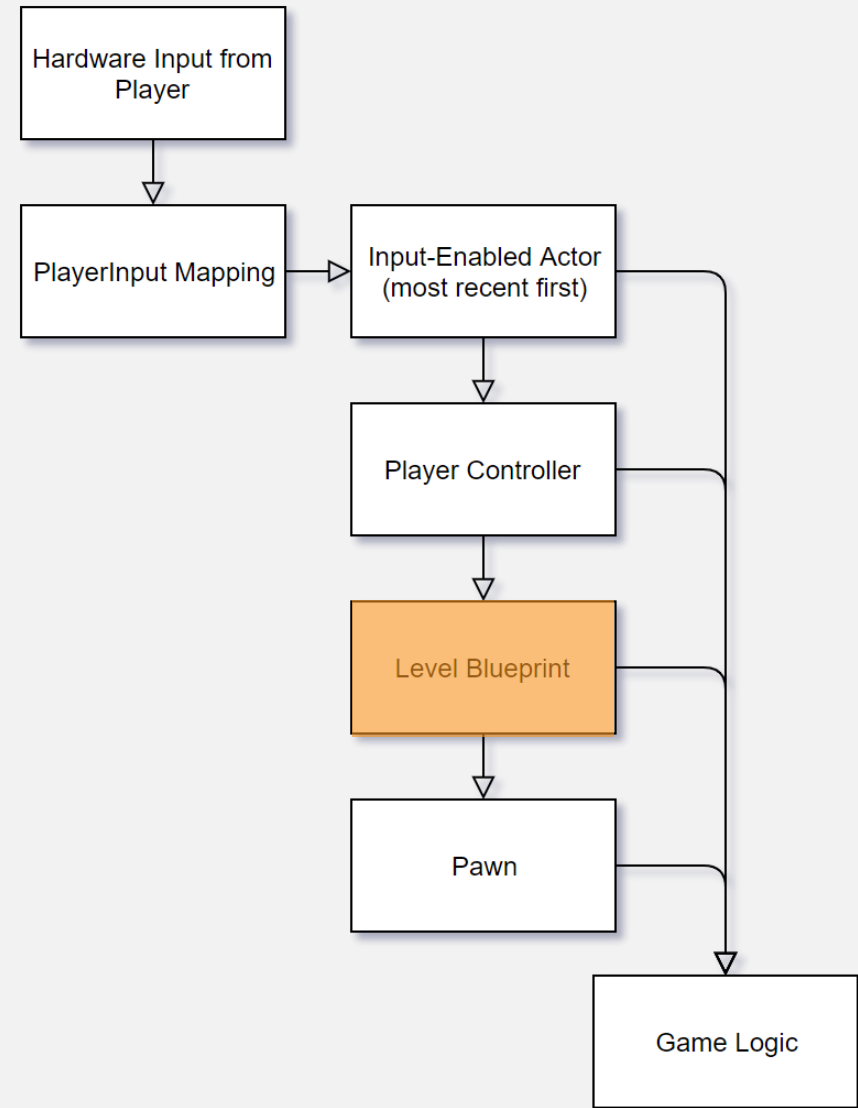 Hardware Input from
Player
PlayerInput Mapping
Input-Enabled Actor
(most recent first)
Player Controller
Level Blueprint
Pawn
Game Logic